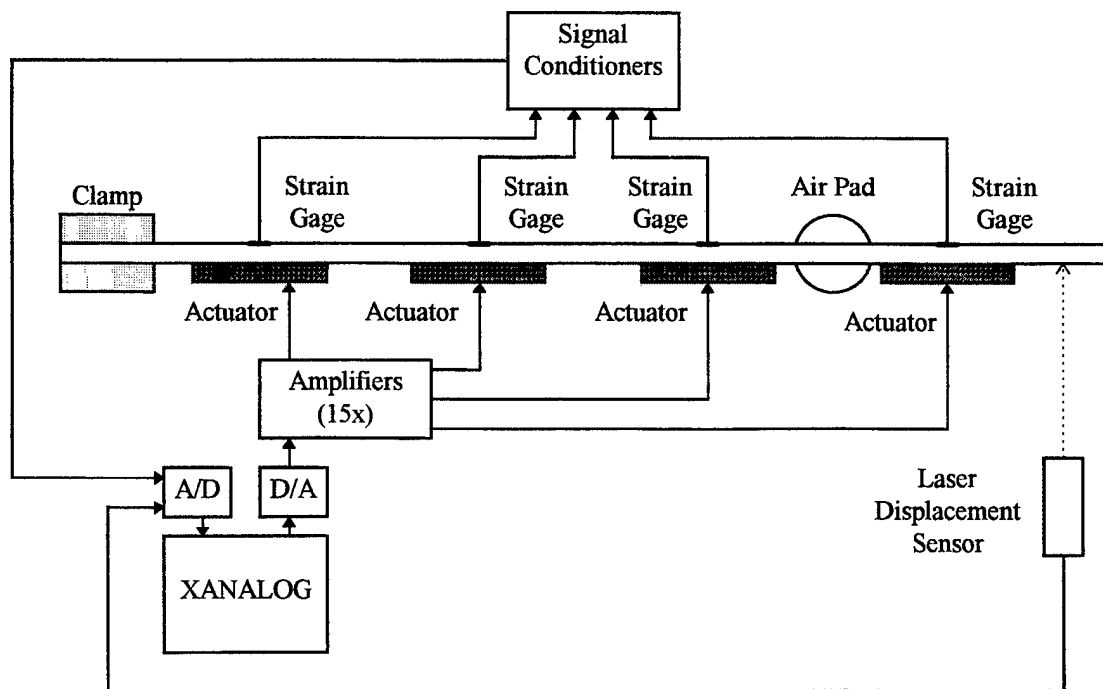 Signal
Conditioners
Clamp
Strain
Gage
Strain
Gage
Strain
Gage
Air Pad
Strain
Gage
Actuator
Actuator
Actuator
Actuator
Amplifiers
(15x)
A/D
D/A
Laser
Displacement
Sensor
XANALOG